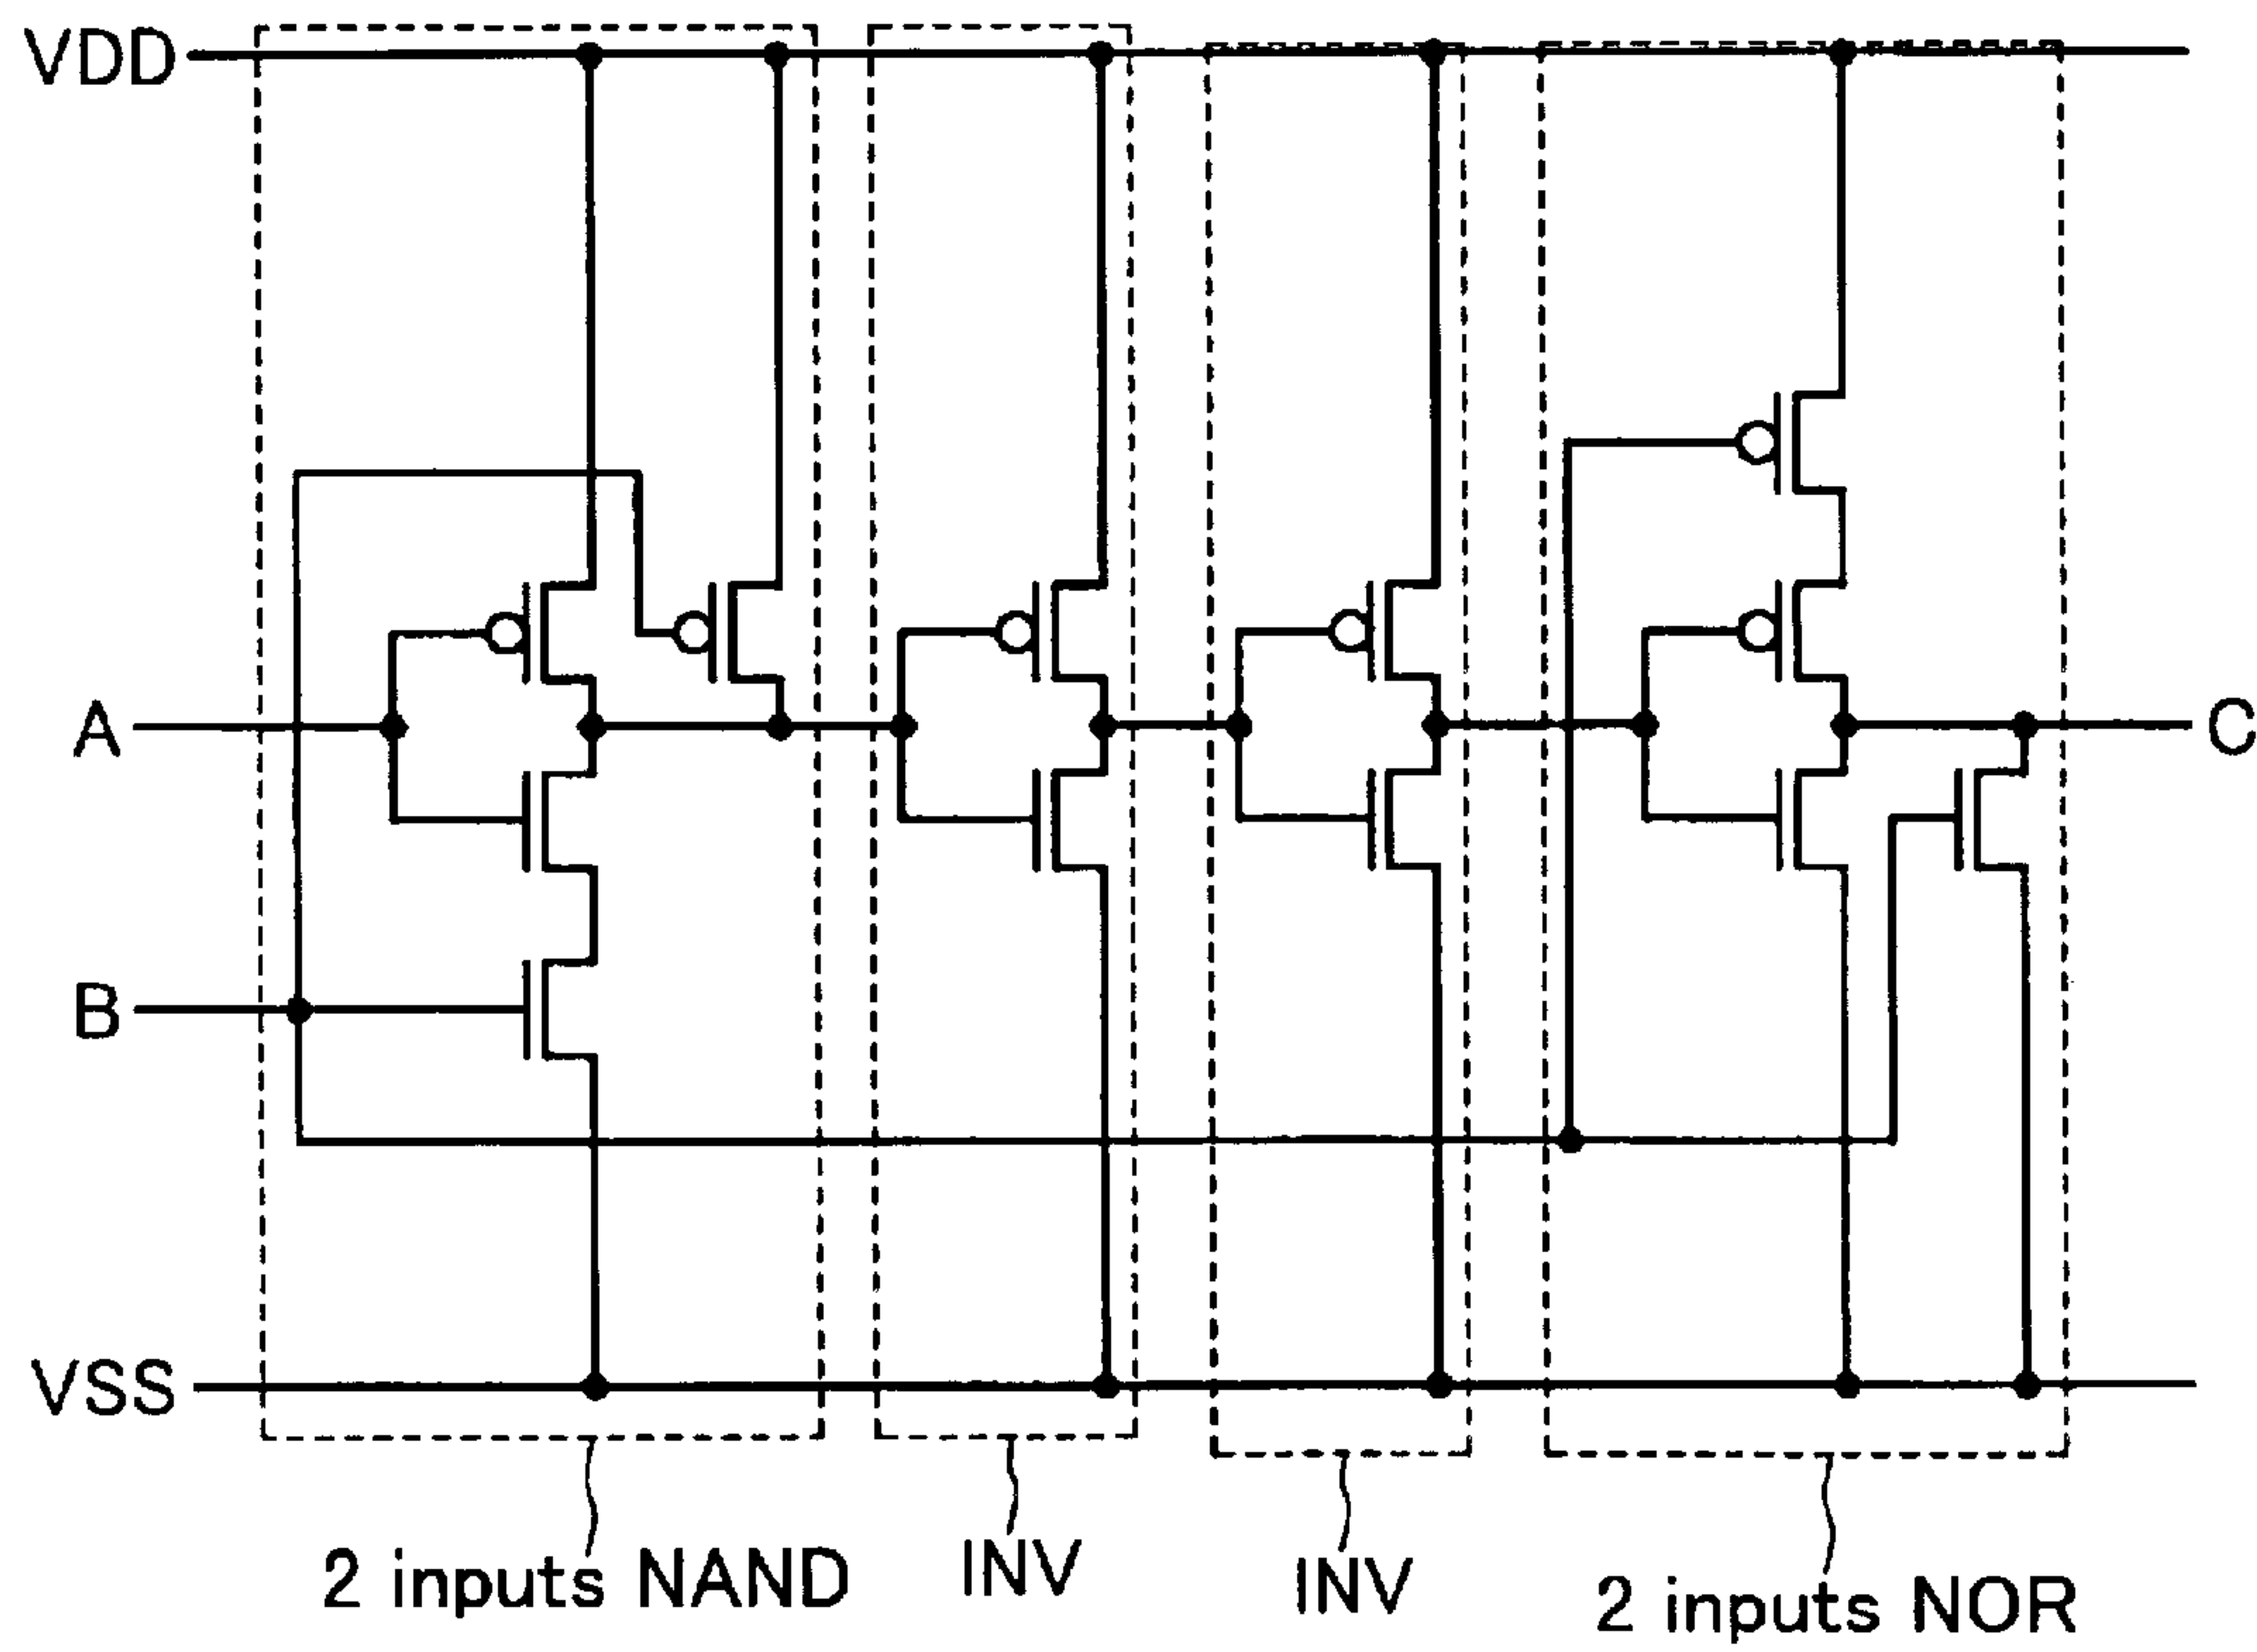 VDD
A
C
B
VSS
2 inputs NAND
INV
INV
2 inputs NOR